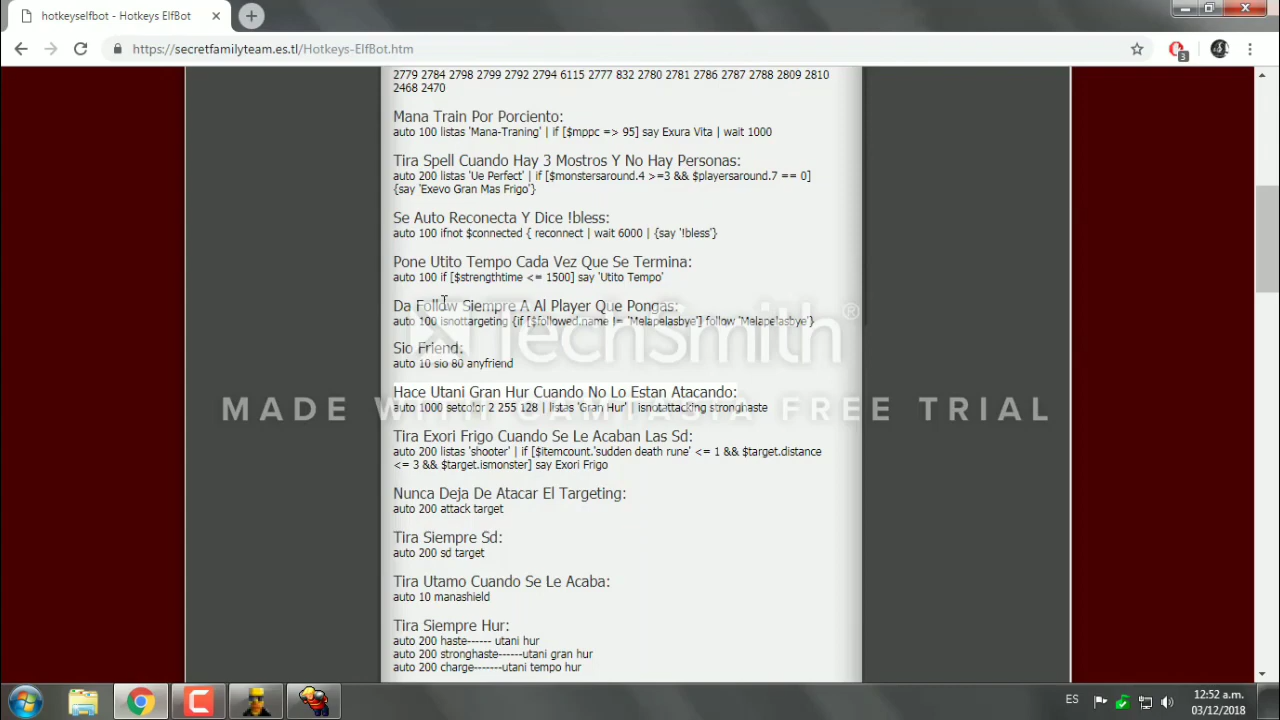 hotkeyselfbot - Hotkeys ElfBot
https://secretfamilyteam.es.tl/Hotkeys-ElfBot.htm
3
2779 2784 2798 2799 2792 2794 6115 2777 832 2780 2781 2786 2787 2788 2809 2810
2468 2470
Mana Train Por Porciento:
auto 100 listas 'Mana-Traning' | if [$mppc => 95] say Exura Vita | wait 1000
Tira Spell Cuando Hay 3 Mostros Y No Hay Personas:
auto 200 listas 'Ue Perfect' | if [$monstersaround.4 >=3 && $playersaround.7 == 0]
{say 'Exevo Gran Mas Frigo'}
Se Auto Reconecta Y Dice !bless:
auto 100 ifnot $connected { reconnect | wait 6000 | {say '!bless'}
Pone Utito Tempo Cada Vez Que Se Termina:
auto 100 if [$strengthtime <= 1500] say 'Utito Tempo'
Da Follow Siempre A Al Player Que Pongas:
auto 100 isnottargeting {if [$followed.name != 'Melapelasbye'] follow 'Melapelasbye'}
Sio Friend:
auto 10 sio 80 anyfriend
Hace Utani Gran Hur Cuando No Lo Estan Atacando:
auto 1000 setcolor 2 255 128 | listas 'Gran Hur' | isnotattacking stronghaste
Tira Exori Frigo Cuando Se Le Acaban Las Sd:
auto 200 listas 'shooter' | if [$itemcount.'sudden death rune' <= 1 && $target.distance
<= 3 && $target.ismonster] say Exori Frigo
Nunca Deja De Atacar El Targeting:
auto 200 attack target
Tira Siempre Sd:
auto 200 sd target
Tira Utamo Cuando Se Le Acaba:
auto 10 manashield
Tira Siempre Hur:
auto 200 haste------ utani hur
auto 200 stronghaste------utani gran hur
auto 200 charge-------utani tempo hur
TechSmith®
MADE WITH CAMTASIA FREE TRIAL
ES
12:52 a.m.
03/12/2018